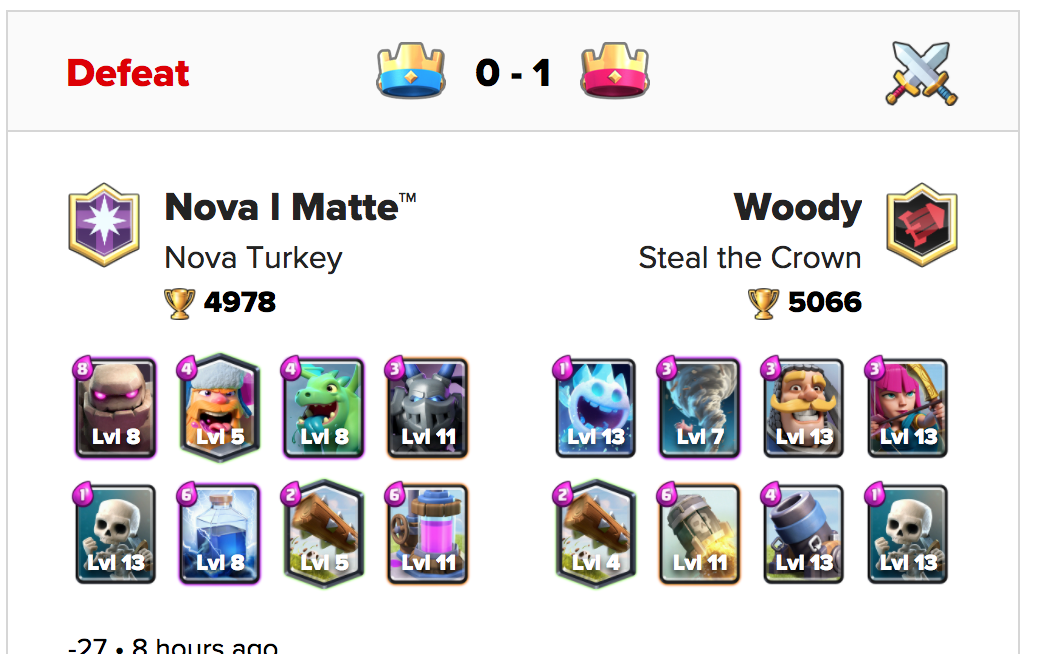 Defeat 0 - 1
Nova l Matte™ Woody
Nova Turkey Steal the Crown
4978 5066
8 4 4 3 1 3 3 3
Lvl 8 Lvl 5 Lvl 8 Lvl 11 Lvl 13 Lvl 7 Lvl 13 Lvl 13
1 6 2 6 2 6 4 1
Lvl 13 Lvl 8 Lvl 5 Lvl 11 Lvl 4 Lvl 11 Lvl 13 Lvl 13
-27 • 8 hours ago